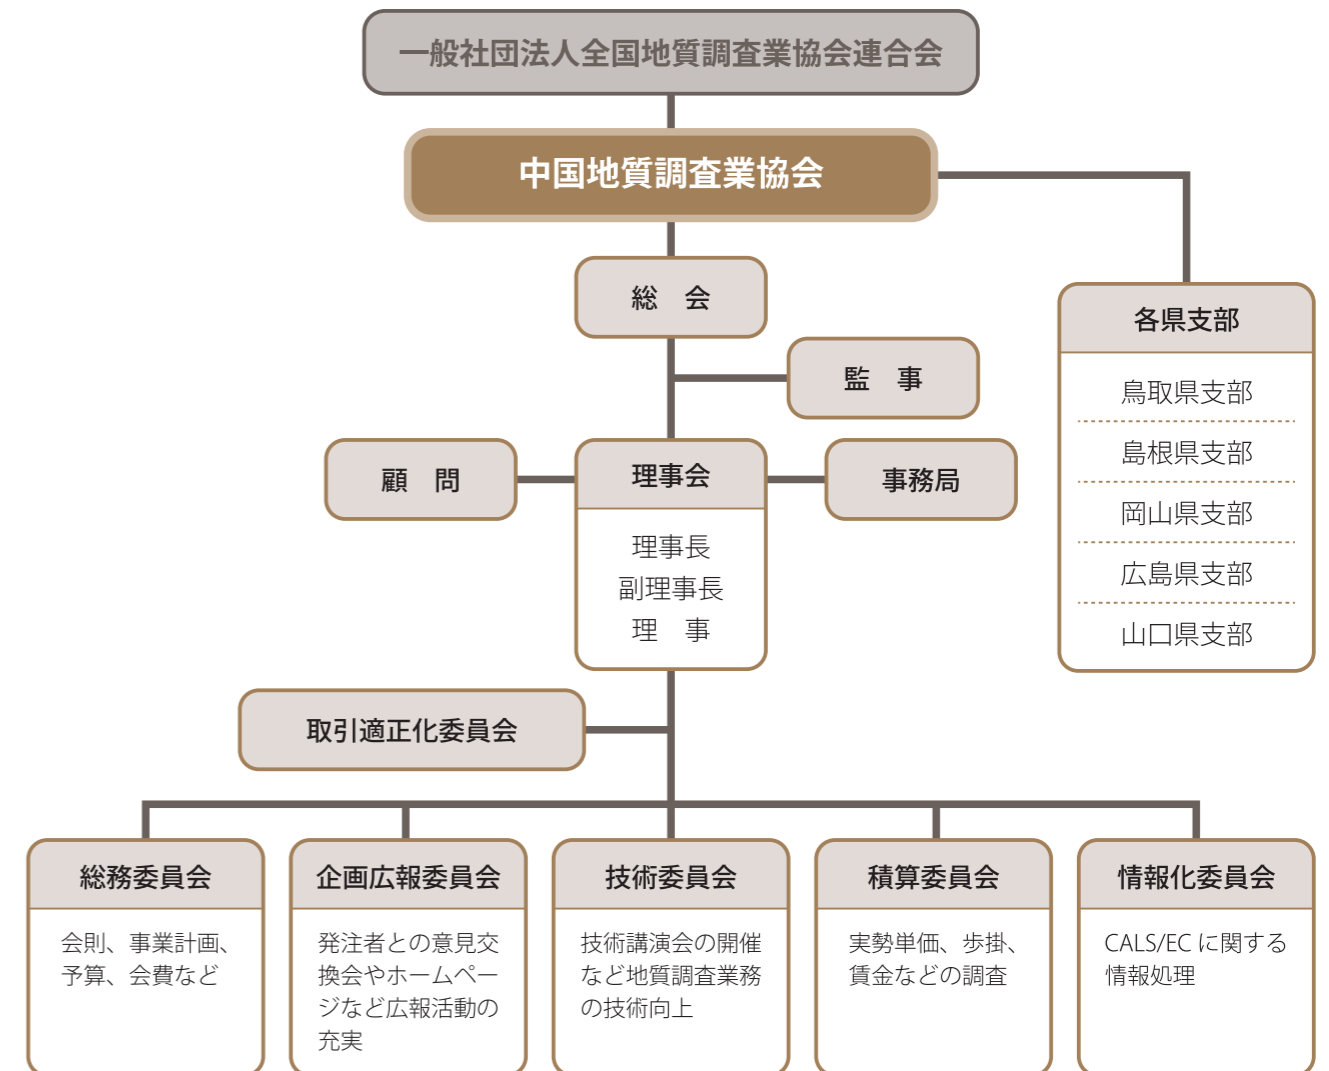 一般社団法人全国地質調査業協会連合会
中国地質調査業協会
総　会
監　事
顧　問
理事会
事務局
理事長
副理事長
理　事
各県支部
鳥取県支部
島根県支部
岡山県支部
広島県支部
山口県支部
取引適正化委員会
総務委員会
会則、事業計画、
予算、会費など
企画広報委員会
発注者との意見交
換会やホームペー
ジなど広報活動の
充実
技術委員会
技術講演会の開催
など地質調査業務
の技術向上
積算委員会
実勢単価、歩掛、
賃金などの調査
情報化委員会
CALS/EC に関する
情報処理